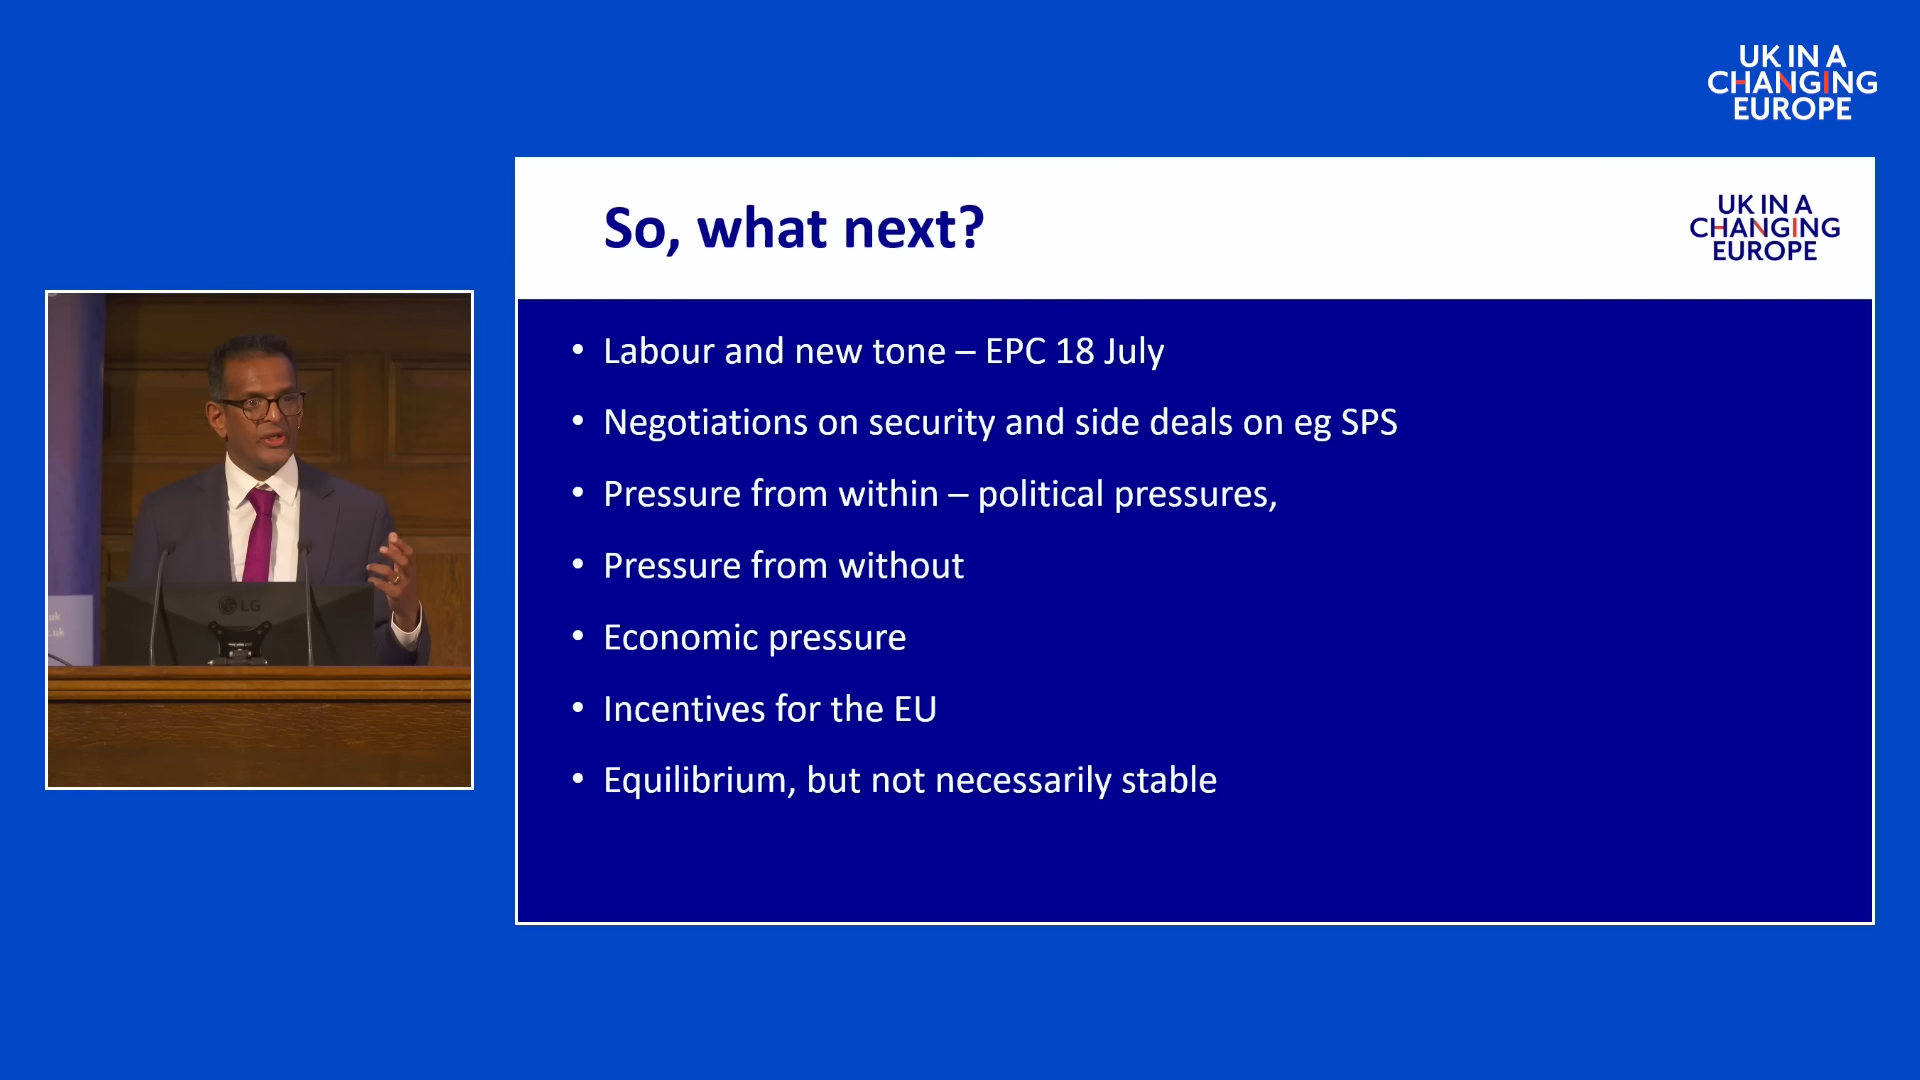 UK IN A
CHANGING
EUROPE
So, what next?
UK IN A
CHANGING
EUROPE
• Labour and new tone – EPC 18 July
• Negotiations on security and side deals on eg SPS
• Pressure from within – political pressures,
• Pressure from without
• Economic pressure
• Incentives for the EU
• Equilibrium, but not necessarily stable
LG